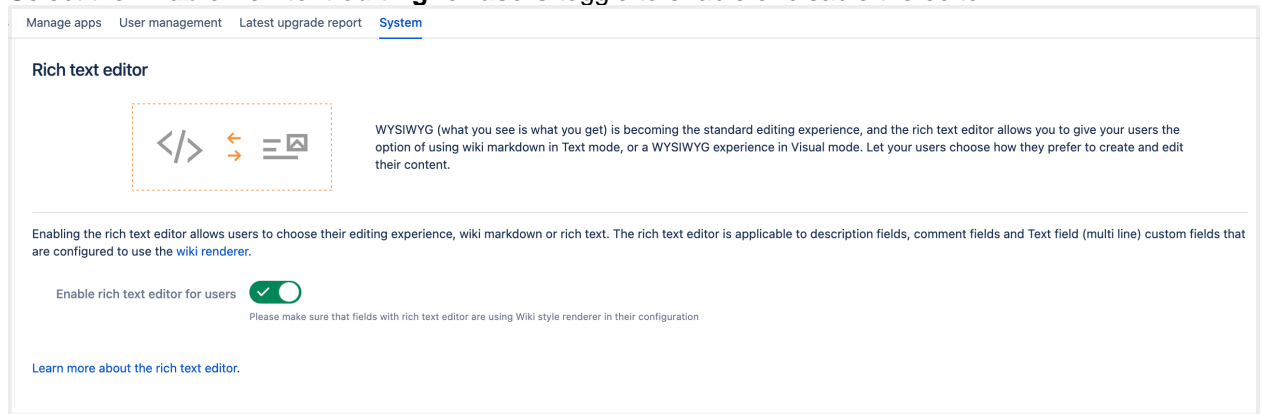 Manage apps User management Latest upgrade report System
Rich text editor
WYSIWYG (what you see is what you get) is becoming the standard editing experience, and the rich text editor allows you to give your users the
option of using wiki markdown in Text mode, or a WYSIWYG experience in Visual mode. Let your users choose how they prefer to create and edit
their content.
Enabling the rich text editor allows users to choose their editing experience, wiki markdown or rich text. The rich text editor is applicable to description fields, comment fields and Text field (multi line) custom fields that
are configured to use the wiki renderer.
Enable rich text editor for users
Please make sure that fields with rich text editor are using Wiki style renderer in their configuration
Learn more about the rich text editor.